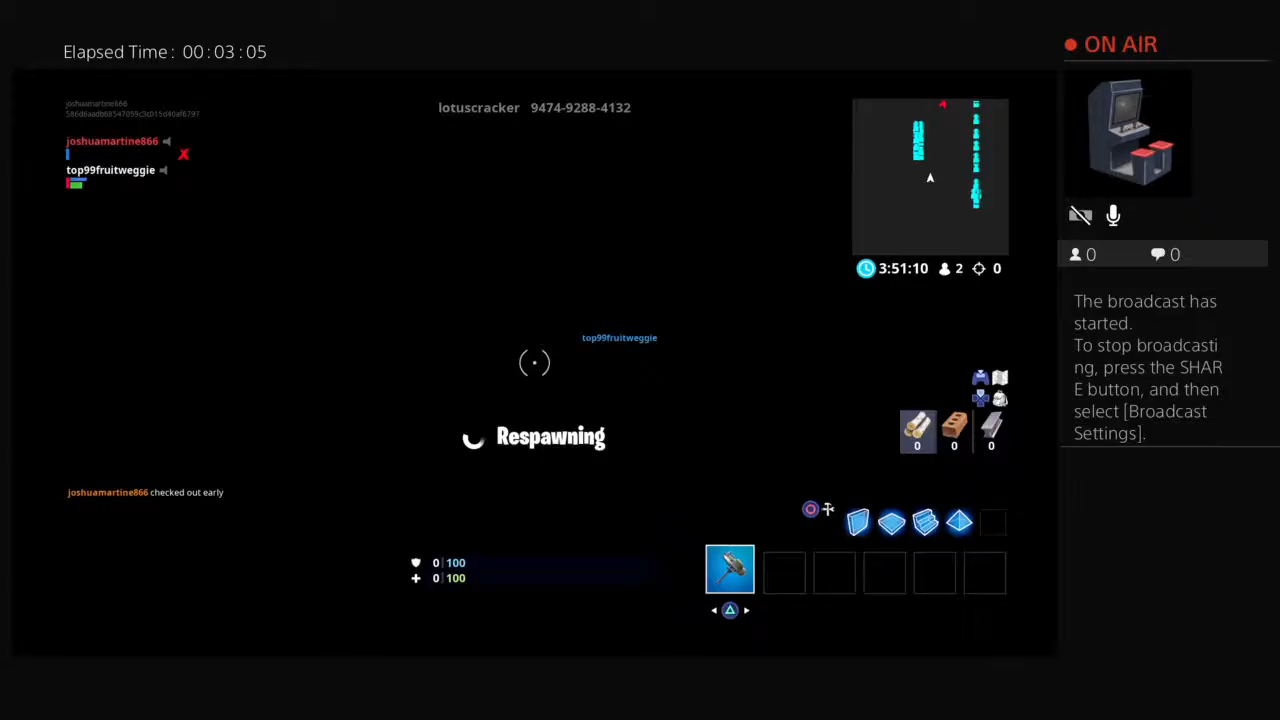 Elapsed Time: 00:03:05
ON AIR
joshuamartine866
lotuscracker 9474-9288-4132
joshuamartine866
X
top99fruitweggie
3:51:10 2 0
0 0
The broadcast has
started.
To stop broadcasti
ng, press the SHAR
E button, and then
select [Broadcast
Settings].
top99fruitweggie
Respawning
0 0 0
joshuamartine866 checked out early
0|100
0|100